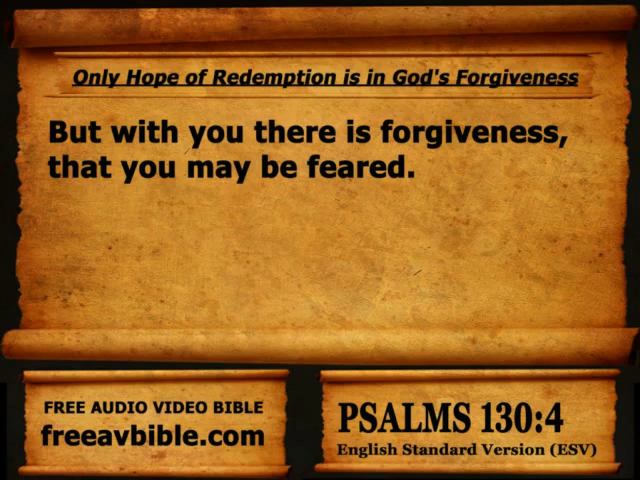 Only Hope of Redemption is in God's Forgiveness
But with you there is forgiveness,
that you may be feared.
FREE AUDIO VIDEO BIBLE
freeavbible.com
PSALMS 130:4
English Standard Version (ESV)